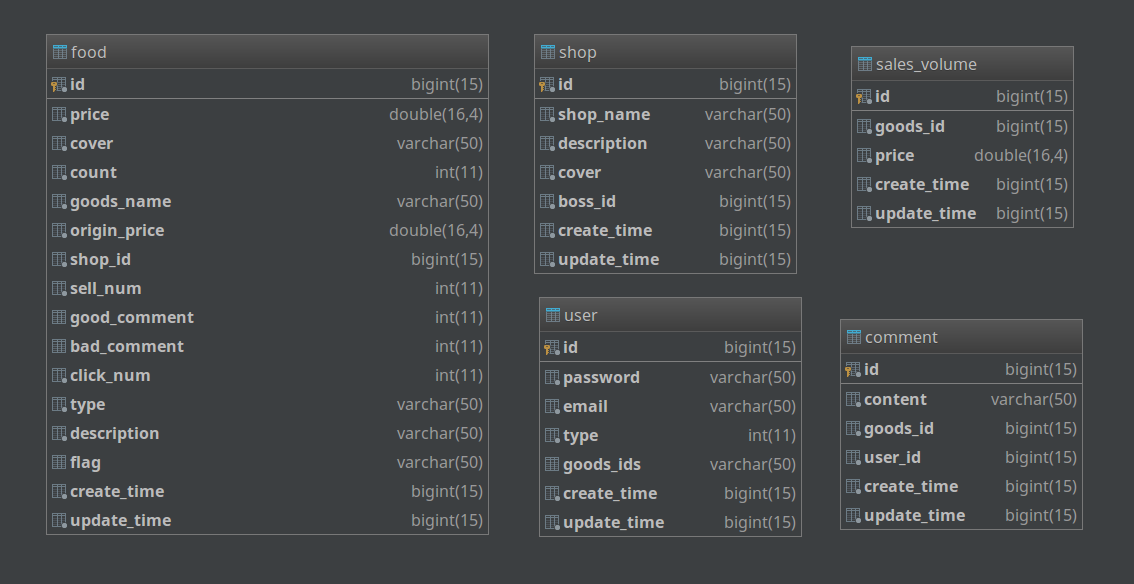 food
id bigint(15)
price double(16,4)
cover varchar(50)
count int(11)
goods_name varchar(50)
origin_price double(16,4)
shop_id bigint(15)
sell_num int(11)
good_comment int(11)
bad_comment int(11)
click_num int(11)
type varchar(50)
description varchar(50)
flag varchar(50)
create_time bigint(15)
update_time bigint(15)
shop
id bigint(15)
shop_name varchar(50)
description varchar(50)
cover varchar(50)
boss_id bigint(15)
create_time bigint(15)
update_time bigint(15)
user
id bigint(15)
password varchar(50)
email varchar(50)
type int(11)
goods_ids varchar(50)
create_time bigint(15)
update_time bigint(15)
sales_volume
id bigint(15)
goods_id bigint(15)
price double(16,4)
create_time bigint(15)
update_time bigint(15)
comment
id bigint(15)
content varchar(50)
goods_id bigint(15)
user_id bigint(15)
create_time bigint(15)
update_time bigint(15)